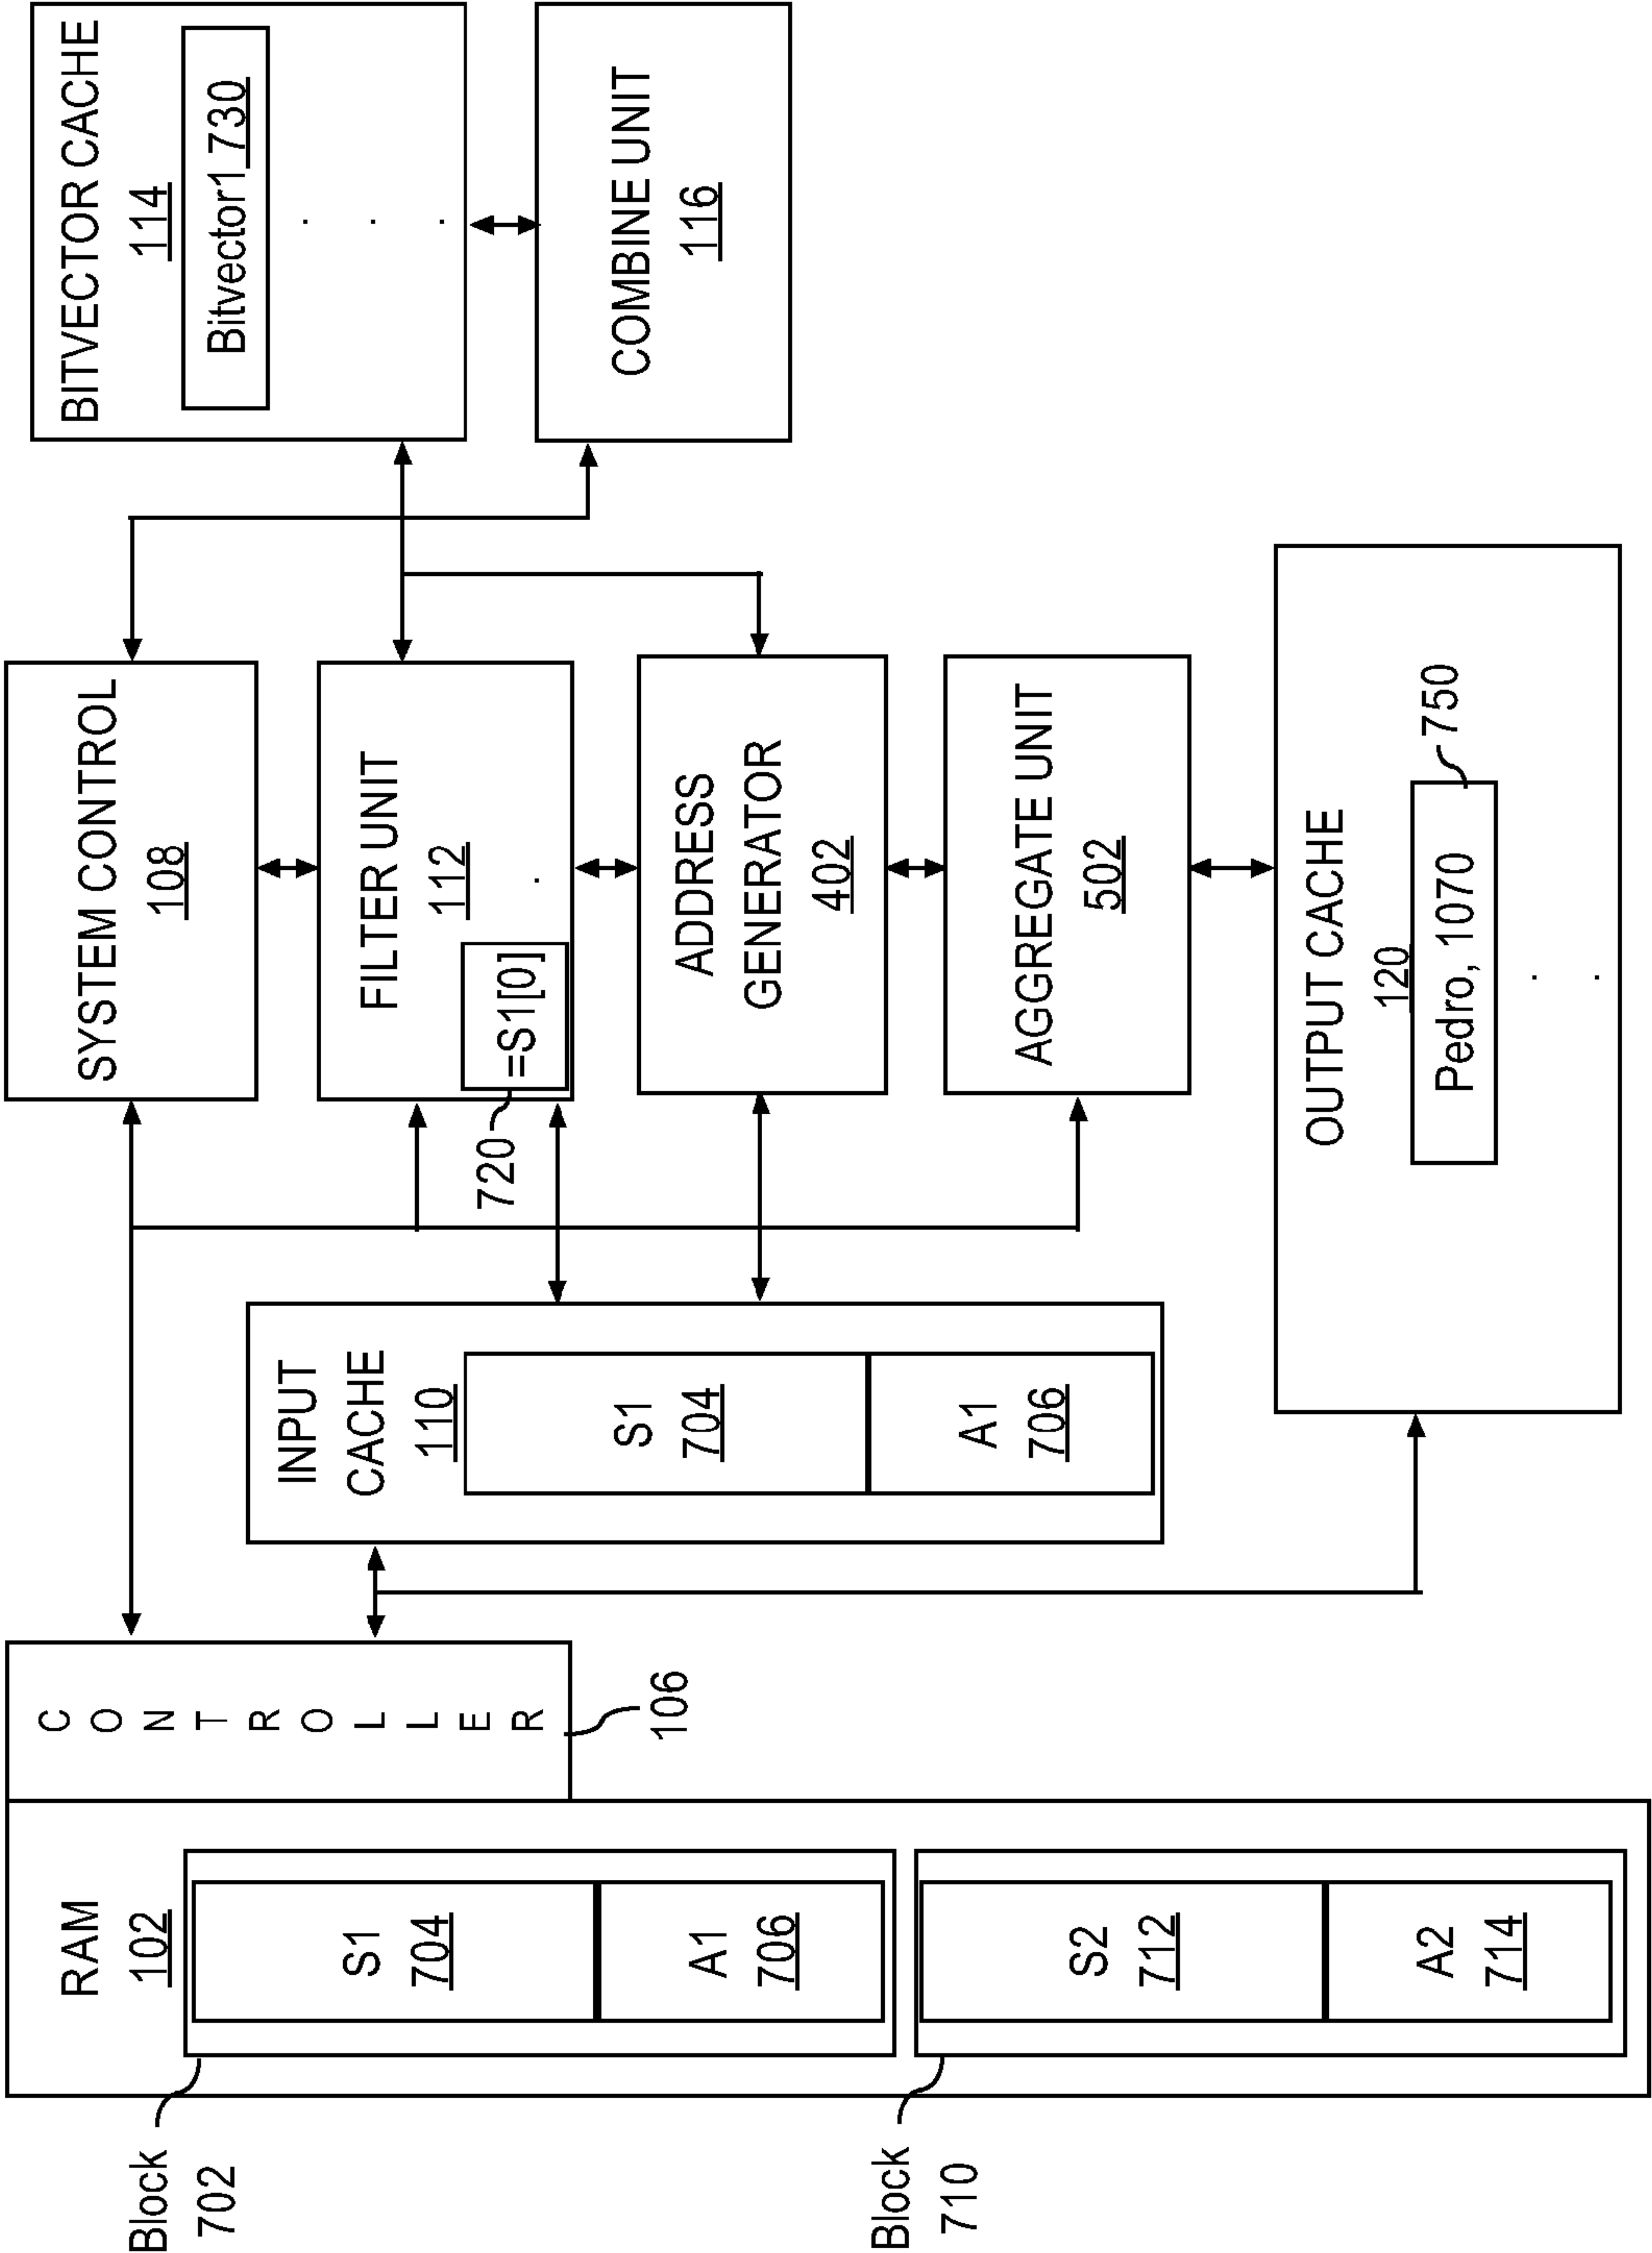 RAM
102
Block
702
S1
704
A1
706
Block
710
S2
712
A2
714
CONTROLLER
106
INPUT
CACHE
110
S1
704
A1
706
SYSTEM CONTROL
108
FILTER UNIT
112
=S1[0]
720
ADDRESS
GENERATOR
402
AGGREGATE UNIT
502
OUTPUT CACHE
120
Pedro, 1070
750
BITVECTOR CACHE
114
Bitvector1 730
COMBINE UNIT
116